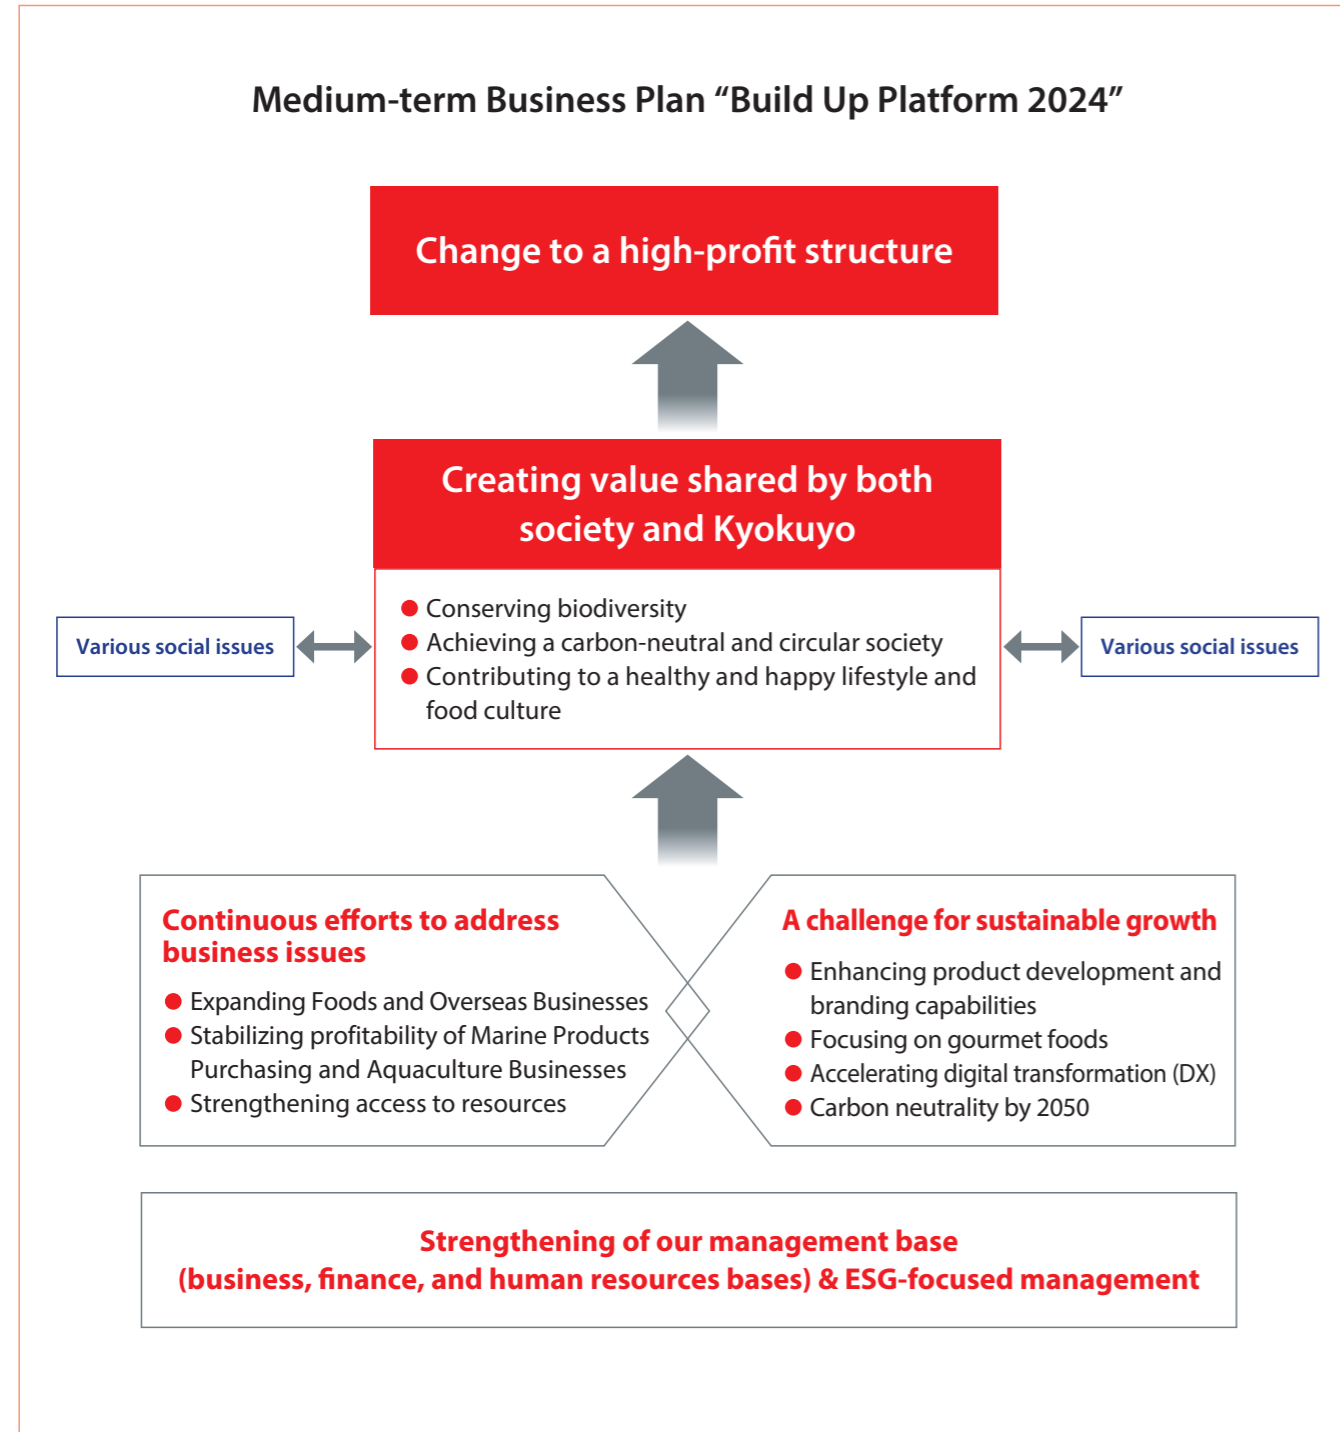 Medium-term Business Plan “Build Up Platform 2024”
Change to a high-profit structure
Creating value shared by both
society and Kyokuyo
● Conserving biodiversity
● Achieving a carbon-neutral and circular society
● Contributing to a healthy and happy lifestyle and
food culture
Various social issues
Various social issues
Continuous efforts to address
business issues
● Expanding Foods and Overseas Businesses
● Stabilizing profitability of Marine Products
Purchasing and Aquaculture Businesses
● Strengthening access to resources
A challenge for sustainable growth
● Enhancing product development and
branding capabilities
● Focusing on gourmet foods
● Accelerating digital transformation (DX)
● Carbon neutrality by 2050
Strengthening of our management base
(business, finance, and human resources bases) & ESG-focused management